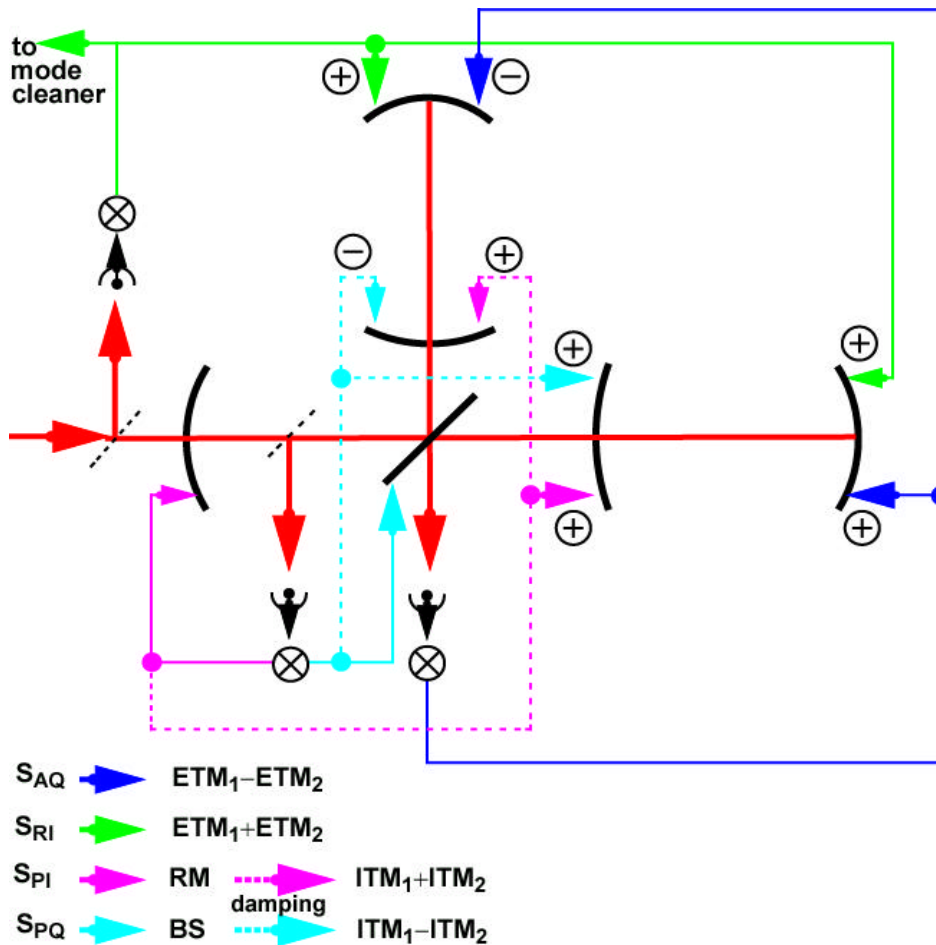 to
mode
cleaner
+
−
−
+
+
+
+
+
S_AQ ETM₁−ETM₂
S_RI ETM₁+ETM₂
S_PI RM ITM₁+ITM₂
damping
S_PQ BS ITM₁−ITM₂